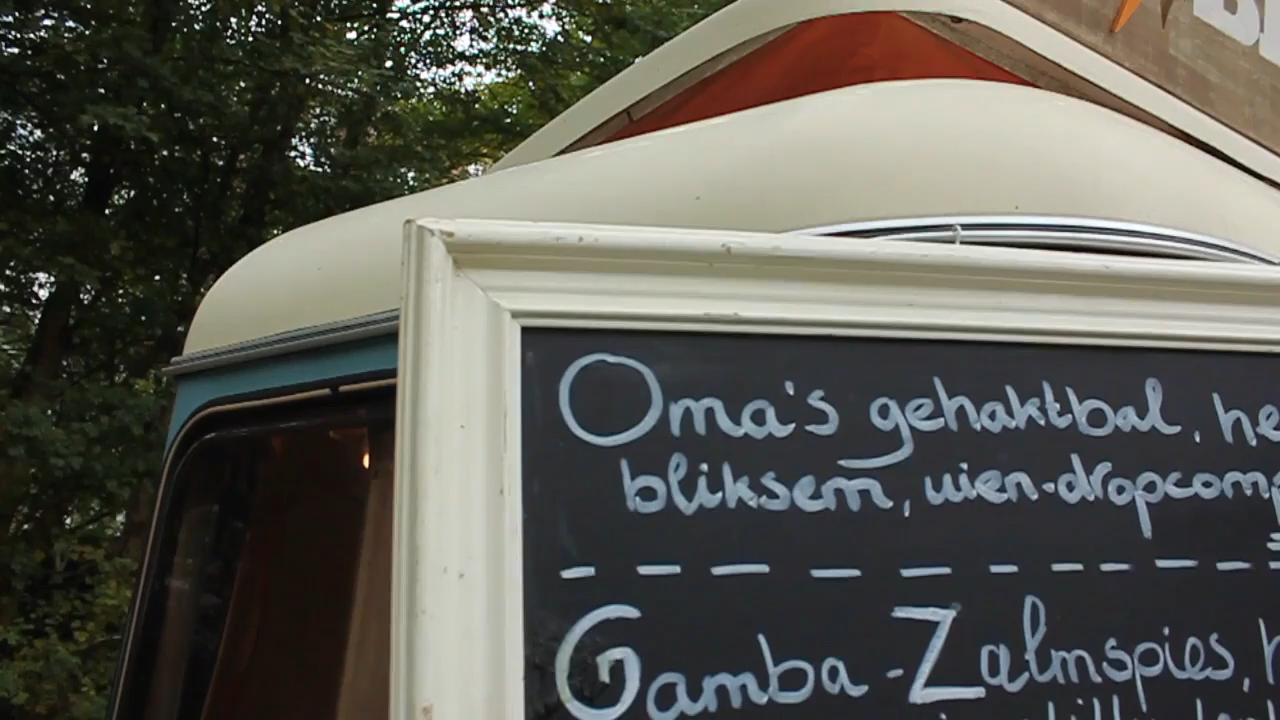 Oma's gehaktbal, he
bliksem, uien-dropcomp
Gamba-Zalmspies, h